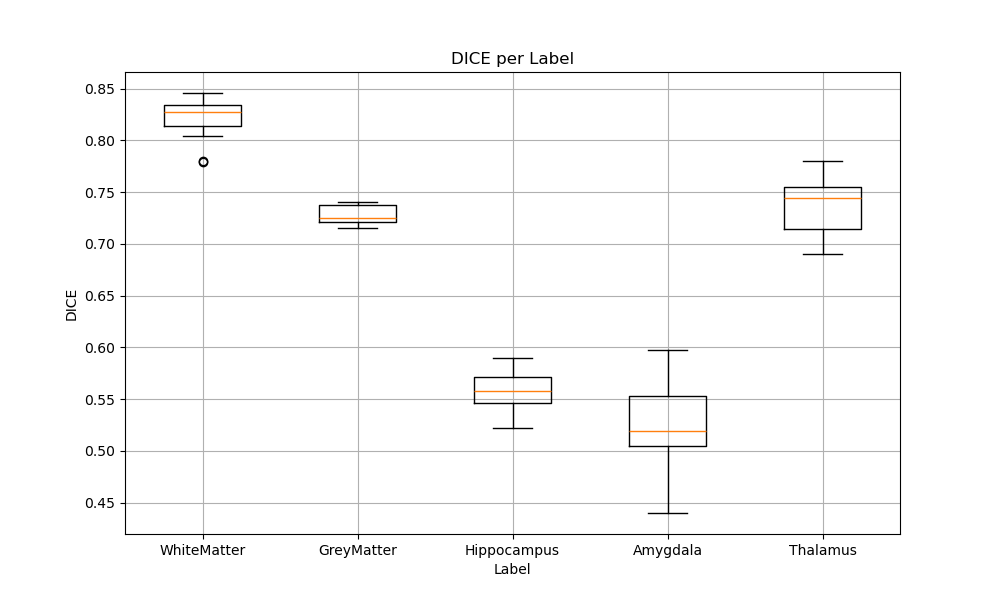 DICE per Label
DICE
0.85
0.80
0.75
0.70
0.65
0.60
0.55
0.50
0.45
WhiteMatter GreyMatter Hippocampus Amygdala Thalamus
Label